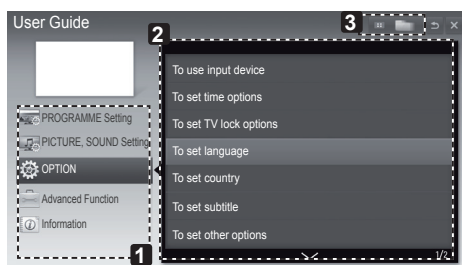 User Guide
2
3
To use input device
To set time options
PROGRAMME Setting
To set TV lock options
PICTURE, SOUND Setting
To set language
OPTION
To set country
Advanced Function
To set subtitle
Information
To set other options
1
1/2